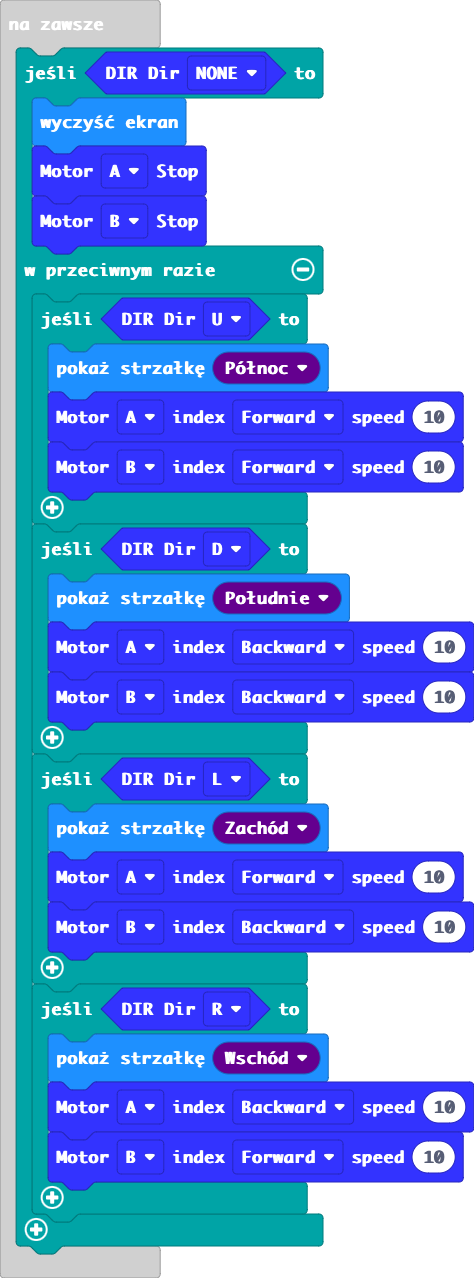 na zawsze
jeśli DIR Dir NONE to
wyczyść ekran
Motor A Stop
Motor B Stop
w przeciwnym razie
jeśli DIR Dir U to
pokaż strzałkę Północ
Motor A index Forward speed 10
Motor B index Forward speed 10
jeśli DIR Dir D to
pokaż strzałkę Południe
Motor A index Backward speed 10
Motor B index Backward speed 10
jeśli DIR Dir L to
pokaż strzałkę Zachód
Motor A index Forward speed 10
Motor B index Backward speed 10
jeśli DIR Dir R to
pokaż strzałkę Wschód
Motor A index Backward speed 10
Motor B index Forward speed 10